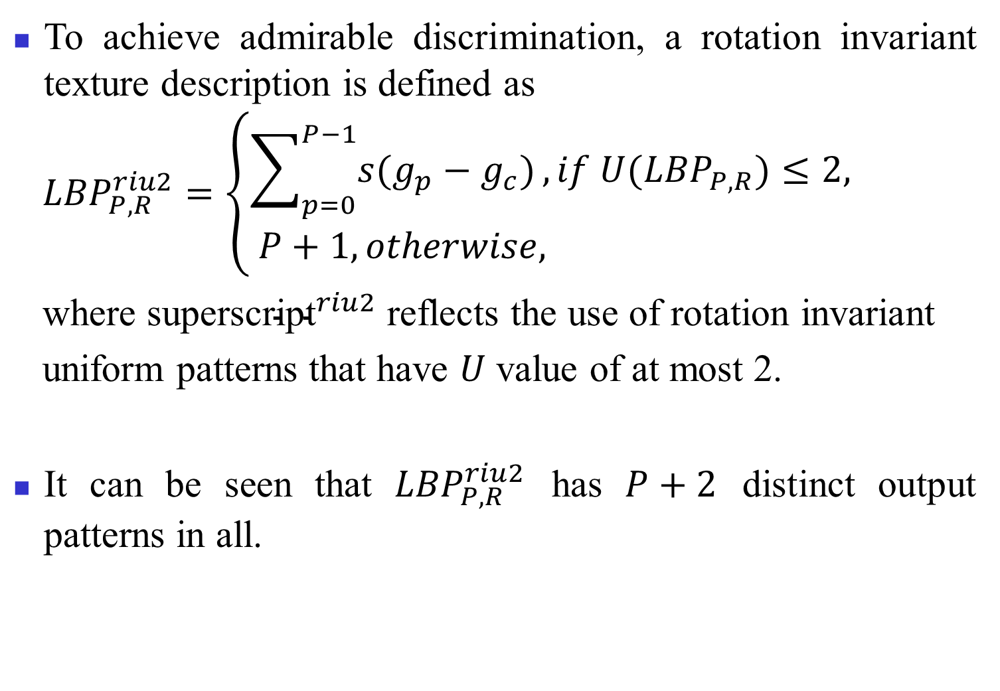 ▪ To achieve admirable discrimination, a rotation invariant
texture description is defined as
$LBP_{P,R}^{riu2} = \begin{cases} \sum_{p=0}^{P-1} s(g_p - g_c), if\ U(LBP_{P,R}) \leq 2, \\ P + 1, otherwise, \end{cases}$
where superscript $^{riu2}$ reflects the use of rotation invariant
uniform patterns that have $U$ value of at most 2.
▪ It can be seen that $LBP_{P,R}^{riu2}$ has $P + 2$ distinct output
patterns in all.